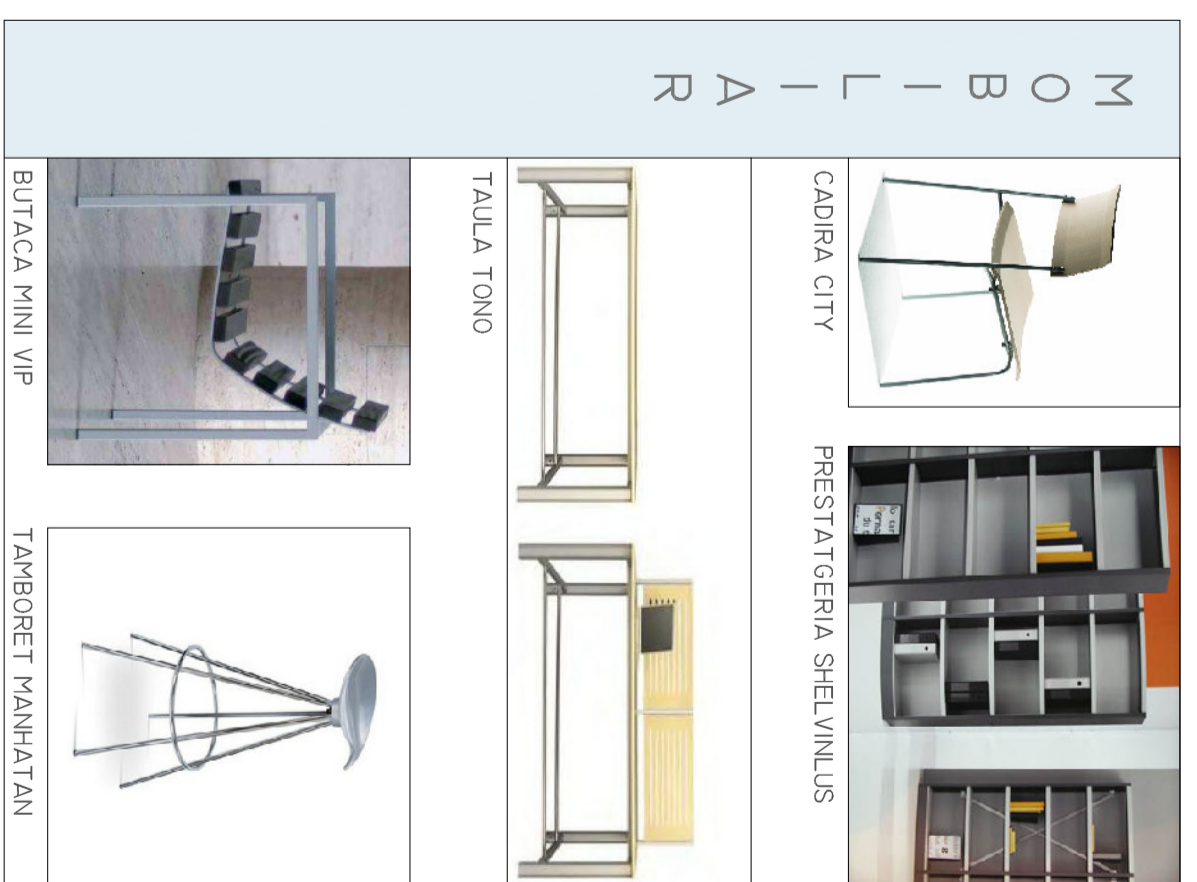 MOBILIAR
CADIRA CITY
PRESTATGERIA SHELVINLUS
TAULA TONO
BUTACA MINI VIP
TAMBORET MANHATAN